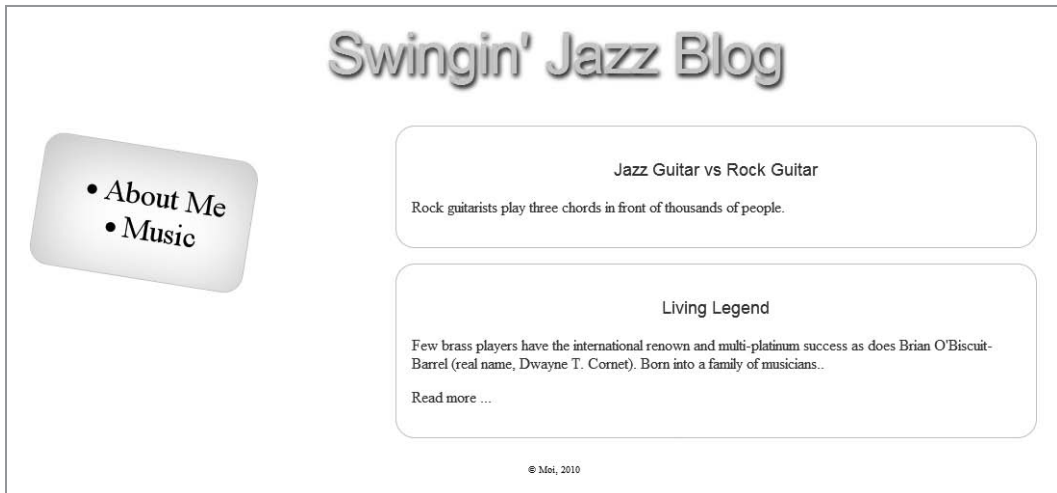 Swingin' Jazz Blog
• About Me
• Music
Jazz Guitar vs Rock Guitar
Rock guitarists play three chords in front of thousands of people.
Living Legend
Few brass players have the international renown and multi-platinum success as does Brian O'Biscuit-
Barrel (real name, Dwayne T. Cornet). Born into a family of musicians..
Read more ...
© Moi, 2010